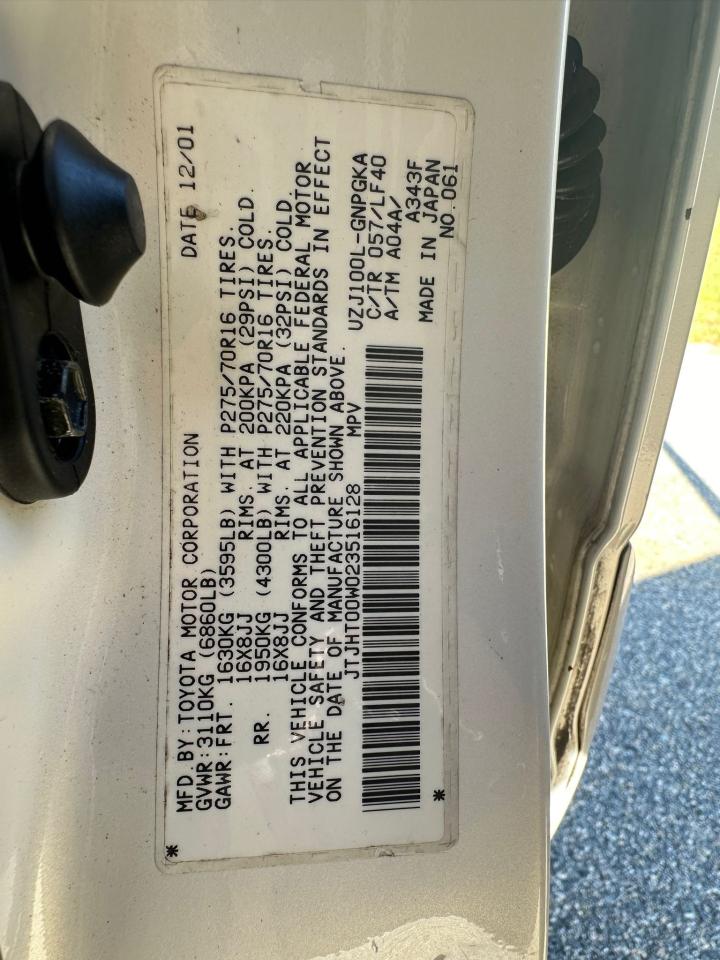 MFD.BY:TOYOTA MOTOR CORPORATION DATE 12/01
GVWR:3110KG (6860LB)
GAWR:FRT. 1630KG (3595LB) WITH P275/70R16 TIRES.
16X8JJ RIMS. AT 200KPA (29PSI) COLD.
RR. 1950KG (4300LB) WITH P275/70R16 TIRES.
16X8JJ RIMS. AT 220KPA (32PSI) COLD.
THIS VEHICLE CONFORMS TO ALL APPLICABLE FEDERAL MOTOR
VEHICLE SAFETY AND THEFT PREVENTION STANDARDS IN EFFECT
ON THE DATE OF MANUFACTURE SHOWN ABOVE.
JTJHT00W023516128 MPV
UZJ100L-GNPGKA
C/TR 057/LF40
A/TM A04A/
A343F
MADE IN JAPAN
NO.061